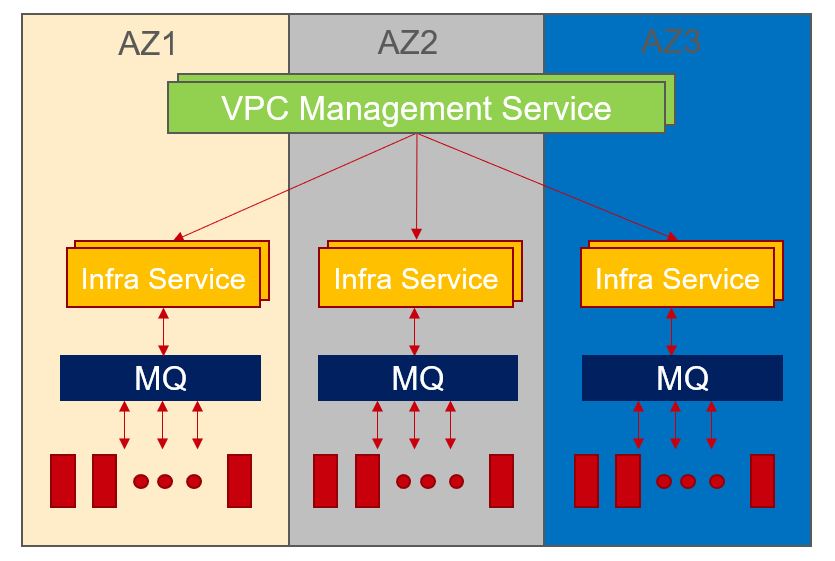 AZ1
AZ2
AZ3
VPC Management Service
Infra Service
Infra Service
Infra Service
MQ
MQ
MQ